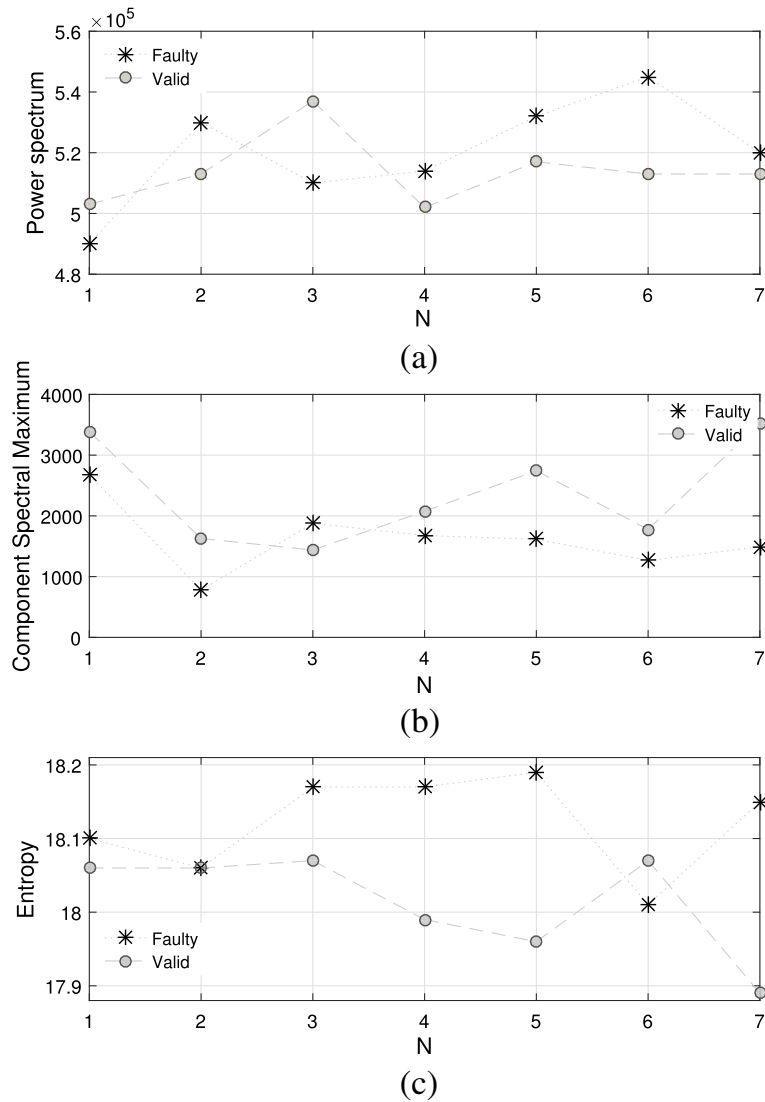 × 10⁵
5.6
5.4
5.2
5
4.8
Power spectrum
Faulty
Valid
1 2 3 4 5 6 7
N
(a)
4000
3000
2000
1000
0
Component Spectral Maximum
Faulty
Valid
1 2 3 4 5 6 7
N
(b)
18.2
18.1
18
17.9
Entropy
Faulty
Valid
1 2 3 4 5 6 7
N
(c)